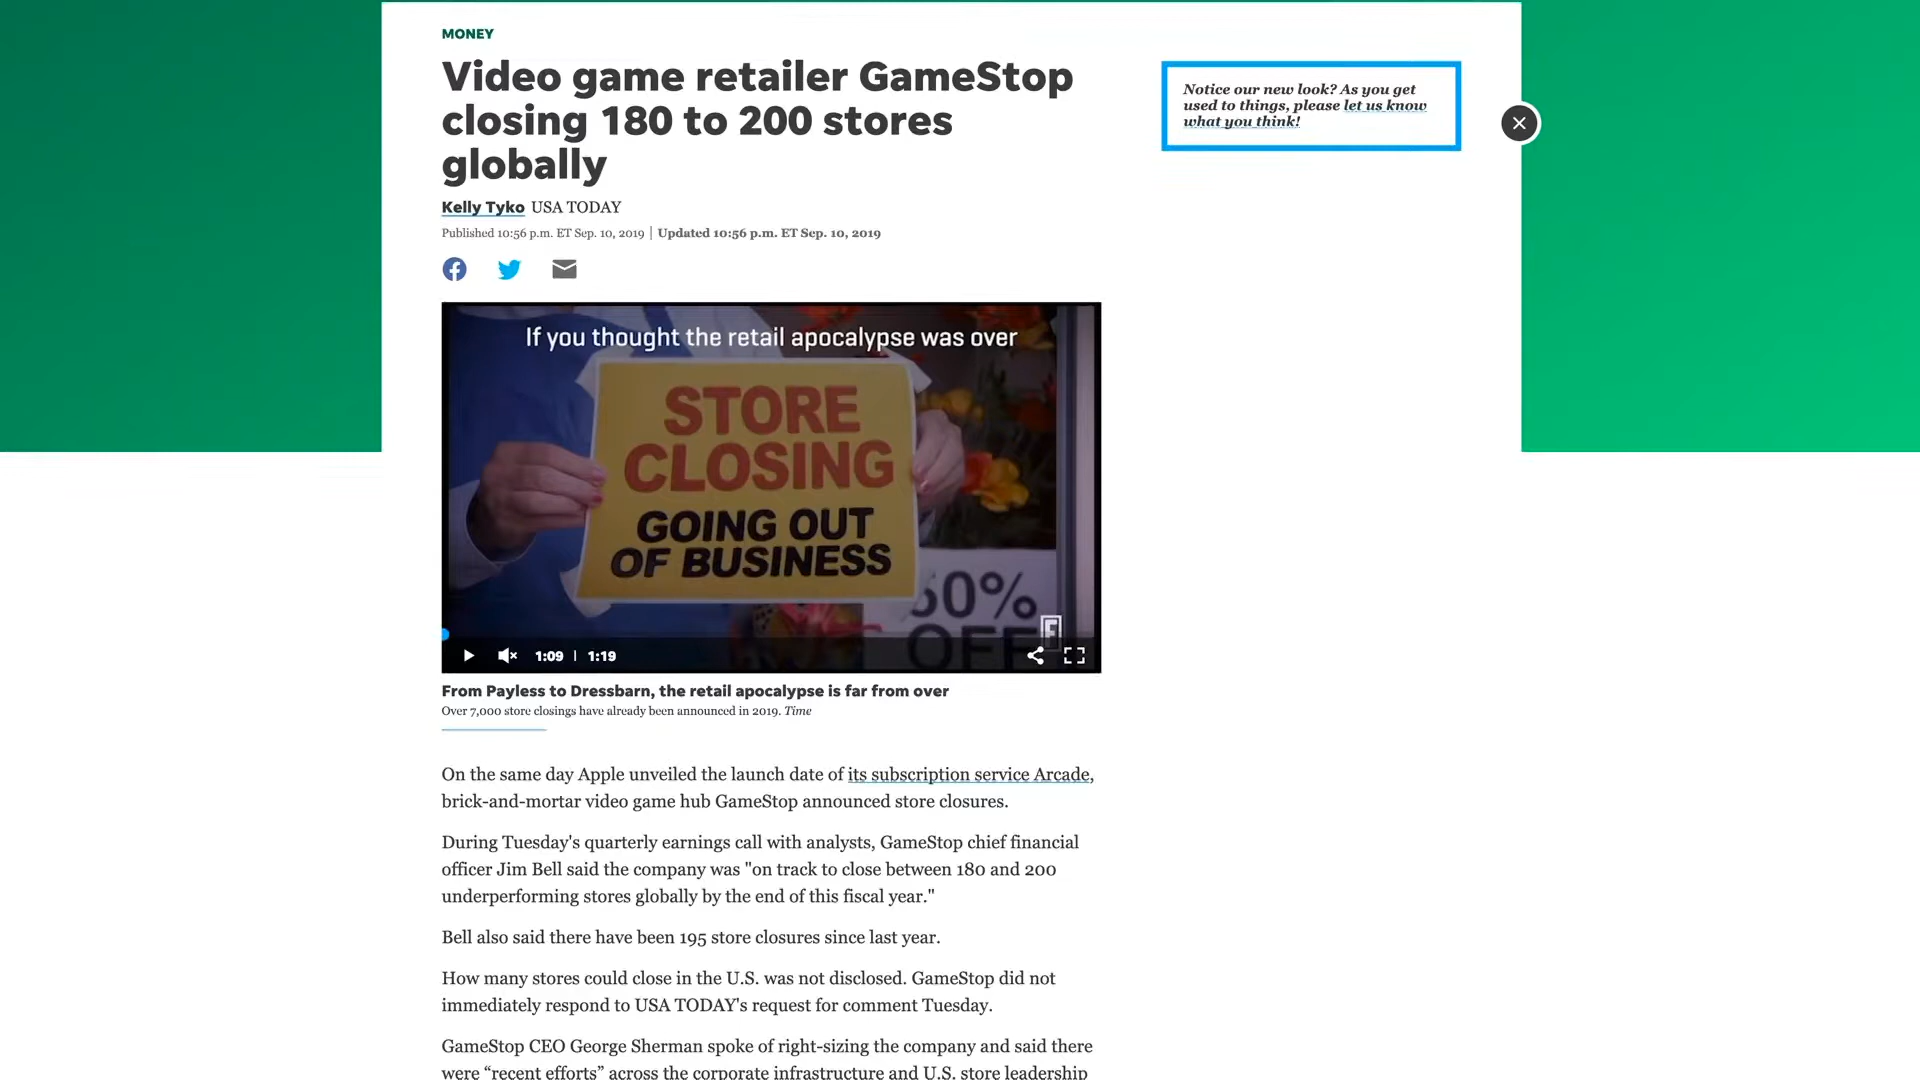 MONEY
Video game retailer GameStop
closing 180 to 200 stores
globally
Kelly Tyko USA TODAY
Published 10:56 p.m. ET Sep. 10, 2019 | Updated 10:56 p.m. ET Sep. 10, 2019
Notice our new look? As you get
used to things, please let us know
what you think!
If you thought the retail apocalypse was over
STORE
CLOSING
GOING OUT
OF BUSINESS
50%
OFF
1:09 | 1:19
From Payless to Dressbarn, the retail apocalypse is far from over
Over 7,000 store closings have already been announced in 2019. Time
On the same day Apple unveiled the launch date of its subscription service Arcade,
brick-and-mortar video game hub GameStop announced store closures.
During Tuesday's quarterly earnings call with analysts, GameStop chief financial
officer Jim Bell said the company was "on track to close between 180 and 200
underperforming stores globally by the end of this fiscal year."
Bell also said there have been 195 store closures since last year.
How many stores could close in the U.S. was not disclosed. GameStop did not
immediately respond to USA TODAY's request for comment Tuesday.
GameStop CEO George Sherman spoke of right-sizing the company and said there
were “recent efforts” across the corporate infrastructure and U.S. store leadership